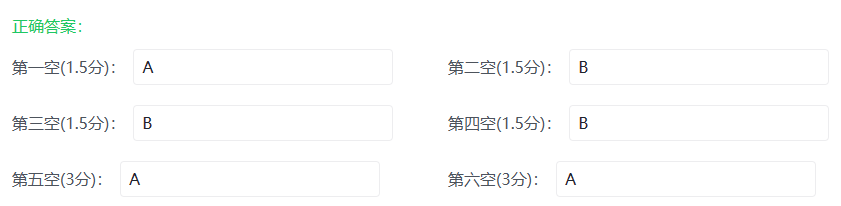 正确答案：
第一空(1.5分)： A 第二空(1.5分)： B
第三空(1.5分)： B 第四空(1.5分)： B
第五空(3分)： A 第六空(3分)： A